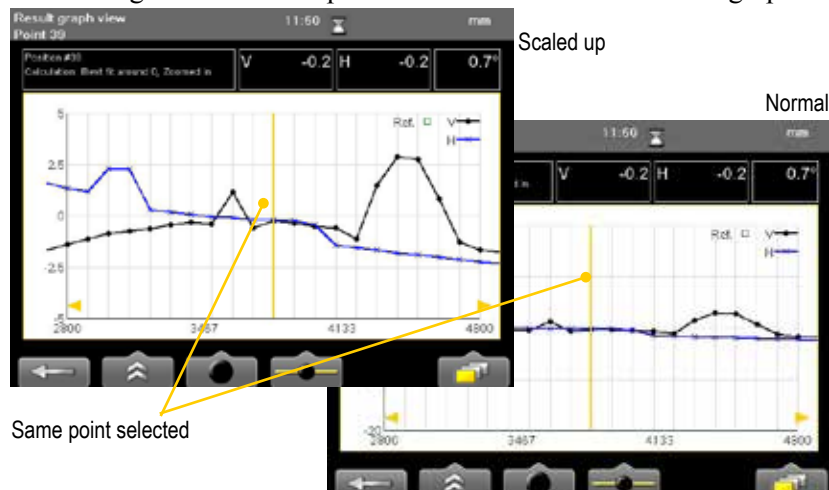 Result graph view
Point 39
11:50
mm
Scaled up
Position #39
Calculation: Best fit around 0, Zoomed in
V -0.2 H -0.2 0.7°
Normal
5
2.5
0
-2.5
-5
Ref. V
H
2800 3467 4133 4800
Same point selected
11:50
mm
V -0.2 H -0.2 0.7°
Ref. V
H
-20
2800 3467 4133 4800